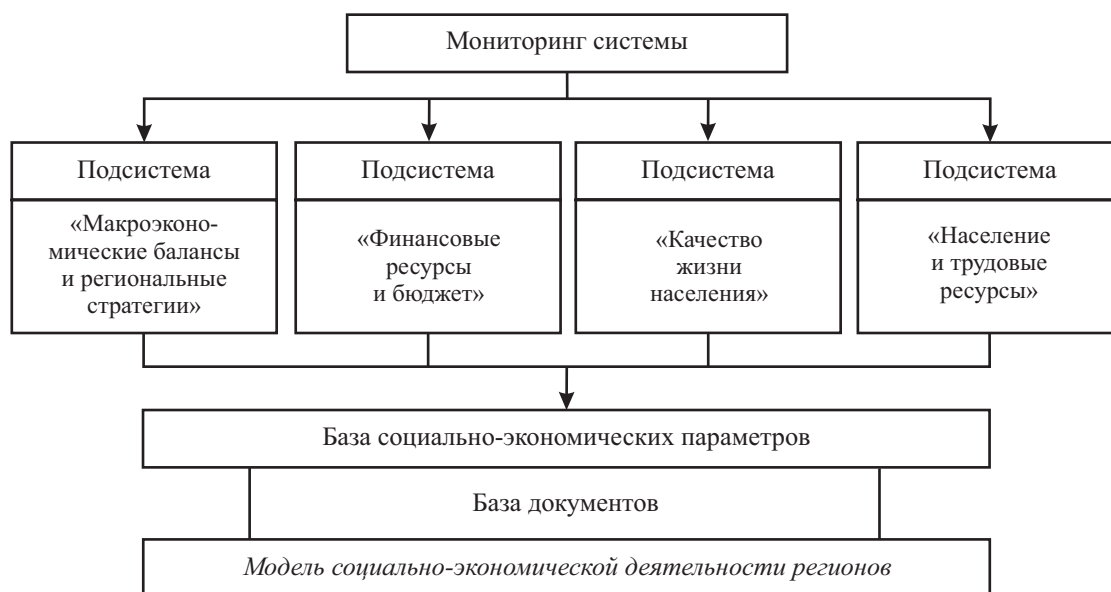 Мониторинг системы
Подсистема
Подсистема
Подсистема
Подсистема
«Макроэконо-
мические балансы
и региональные
стратегии»
«Финансовые
ресурсы
и бюджет»
«Качество
жизни
населения»
«Население
и трудовые
ресурсы»
База социально-экономических параметров
База документов
Модель социально-экономической деятельности регионов